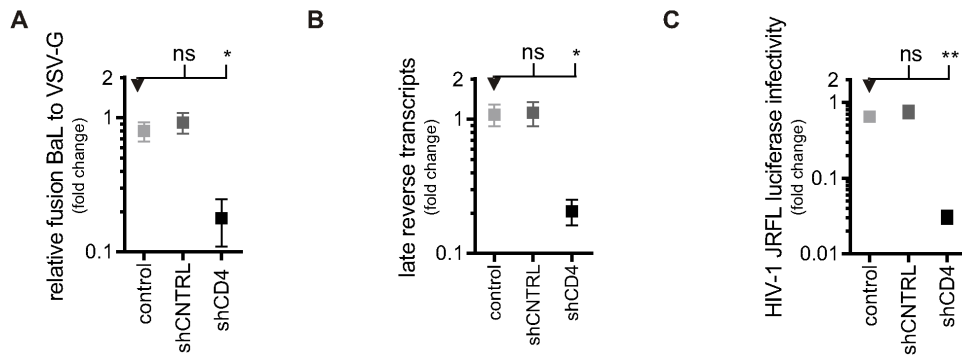 A
relative fusion BaL to VSV-G
(fold change)
ns
*
2
1
0.1
control
shCNTRL
shCD4
B
late reverse transcripts
(fold change)
ns
*
2
1
0.1
control
shCNTRL
shCD4
C
HIV-1 JRFL luciferase infectivity
(fold change)
ns
**
2
1
0.1
0.01
control
shCNTRL
shCD4